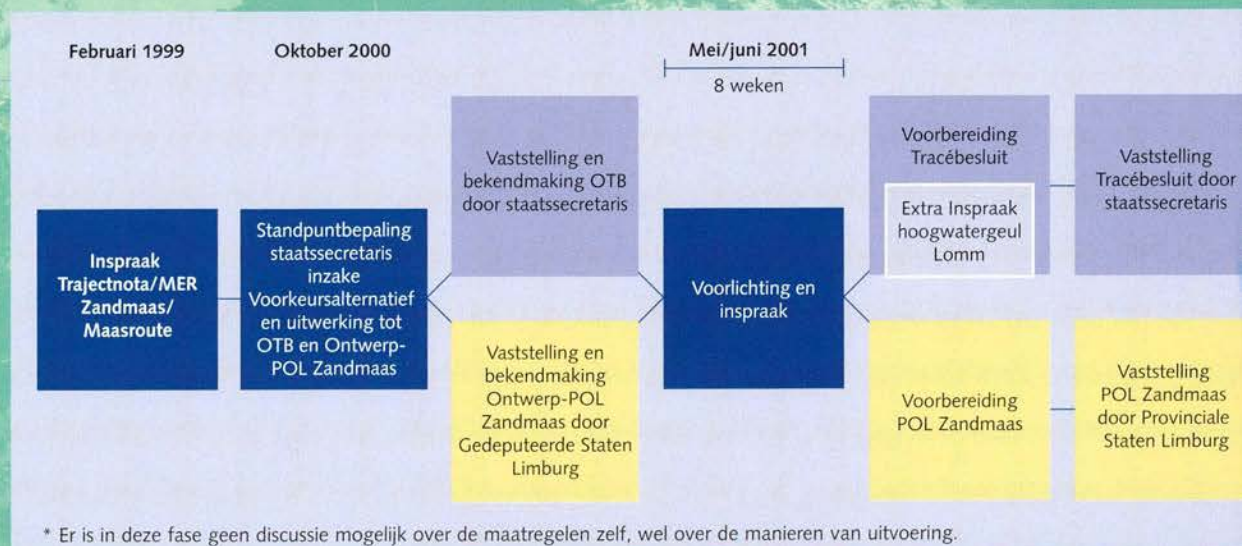 Februari 1999
Oktober 2000
Mei/juni 2001
8 weken
Inspraak
Trajectnota/MER
Zandmaas/
Maasroute
Standpuntbepaling
staatssecretaris
inzake
Voorkeursalternatief
en uitwerking tot
OTB en Ontwerp-
POL Zandmaas
Vaststelling en
bekendmaking OTB
door staatssecretaris
Vaststelling en
bekendmaking
Ontwerp-POL
Zandmaas door
Gedeputeerde Staten
Limburg
Voorlichting en
inspraak
Voorbereiding
Tracébesluit
Extra Inspraak
hoogwatergeul
Lomm
Vaststelling
Tracébesluit door
staatssecretaris
Voorbereiding
POL Zandmaas
Vaststelling
POL Zandmaas
door Provinciale
Staten Limburg
* Er is in deze fase geen discussie mogelijk over de maatregelen zelf, wel over de manieren van uitvoering.